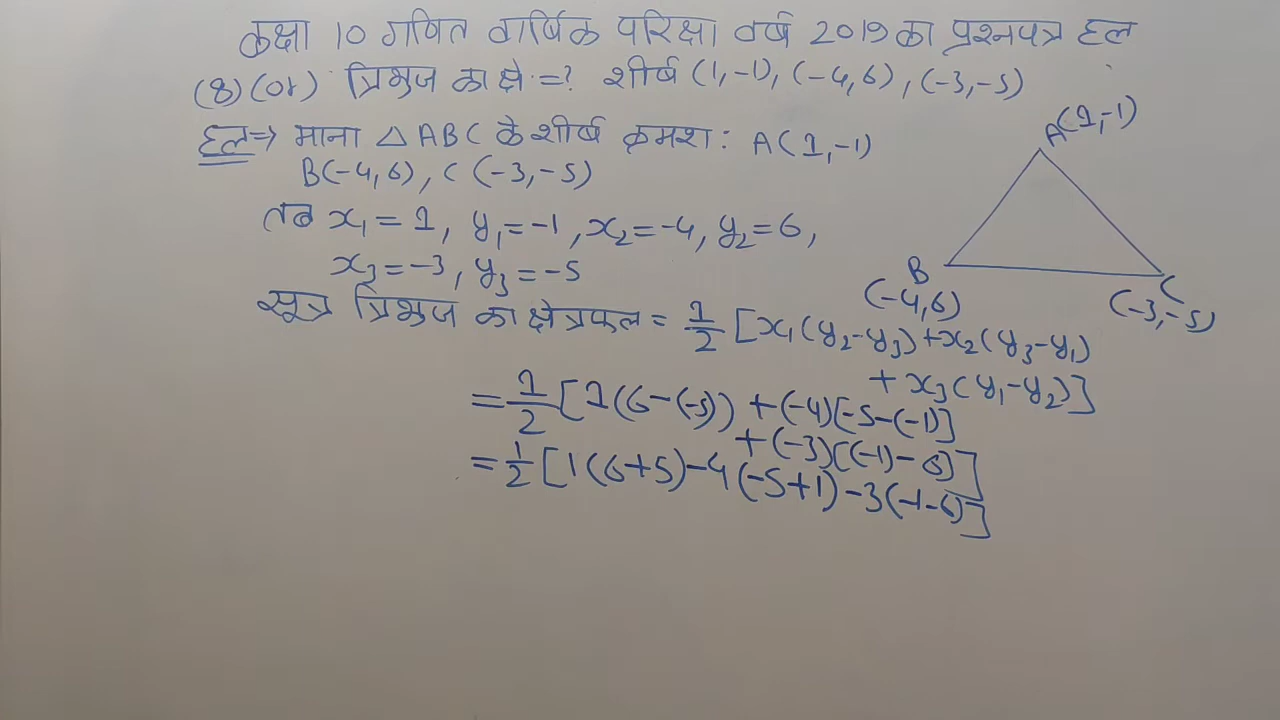 कक्षा 10 गणित वार्षिक परिक्षा वर्ष 2019 का प्रश्नपत्र हल
(8) (or) त्रिभुज का क्षे.=? शीर्ष (1,-1), (-4,6), (-3,-5)
हल⇒ माना △ ABC के शीर्ष क्रमश: A(1,-1)
B(-4,6), C(-3,-5)
तब x₁=1, y₁=-1, x₂=-4, y₂=6,
x₃=-3, y₃=-5
सूत्र त्रिभुज का क्षेत्रफल = 1/2 [x₁(y₂-y₃)+x₂(y₃-y₁)
+ x₃(y₁-y₂)]
= 1/2 [1(6-(-5)) +(-4)[-5-(-1)]
+(-3)[(-1)-6]]
= 1/2 [1(6+5)-4(-5+1)-3(-1-6)]
A(1,-1)
B
(-4,6)
C
(-3,-5)